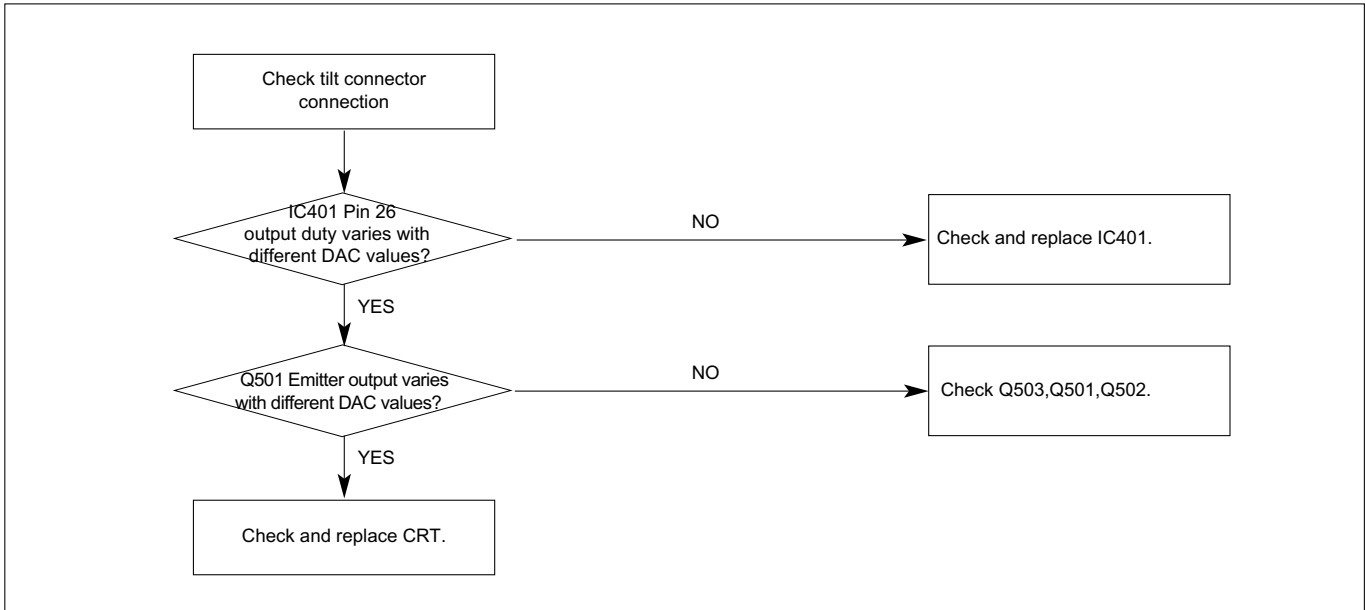 Check tilt connector
connection
IC401 Pin 26
output duty varies with
different DAC values?
NO
Check and replace IC401.
YES
Q501 Emitter output varies
with different DAC values?
NO
Check Q503,Q501,Q502.
YES
Check and replace CRT.